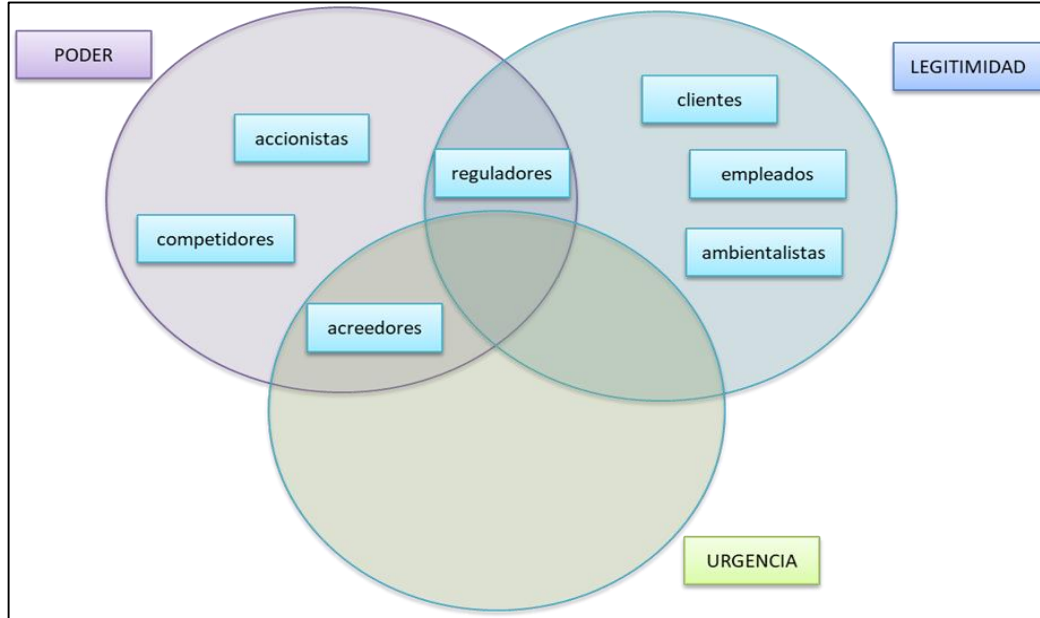 PODER
LEGITIMIDAD
clientes
accionistas
reguladores
empleados
competidores
ambientalistas
acreedores
URGENCIA